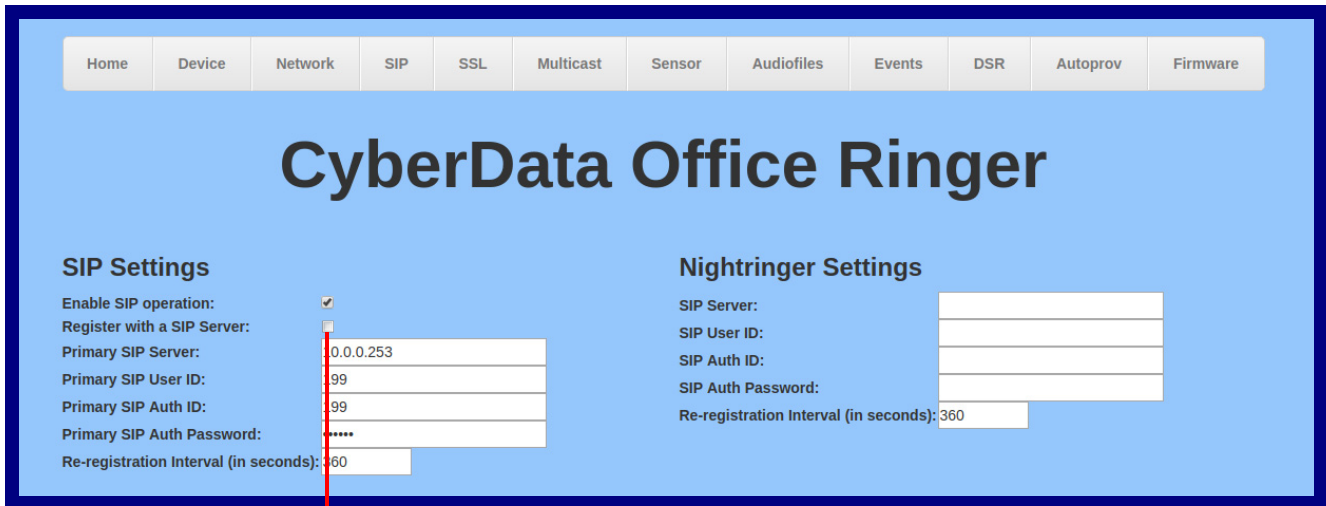 Home Device Network SIP SSL Multicast Sensor Audiofiles Events DSR Autoprov Firmware
CyberData Office Ringer
SIP Settings
Enable SIP operation:
Register with a SIP Server:
Primary SIP Server: 10.0.0.253
Primary SIP User ID: 199
Primary SIP Auth ID: 199
Primary SIP Auth Password: ••••••
Re-registration Interval (in seconds): 360
Nightringer Settings
SIP Server:
SIP User ID:
SIP Auth ID:
SIP Auth Password:
Re-registration Interval (in seconds): 360